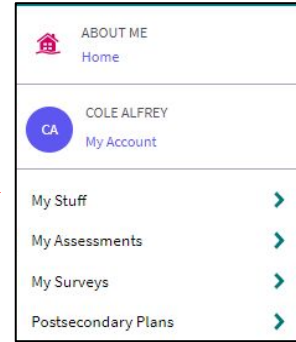 ABOUT ME
Home
COLE ALFREY
CA
My Account
My Stuff
My Assessments
My Surveys
Postsecondary Plans